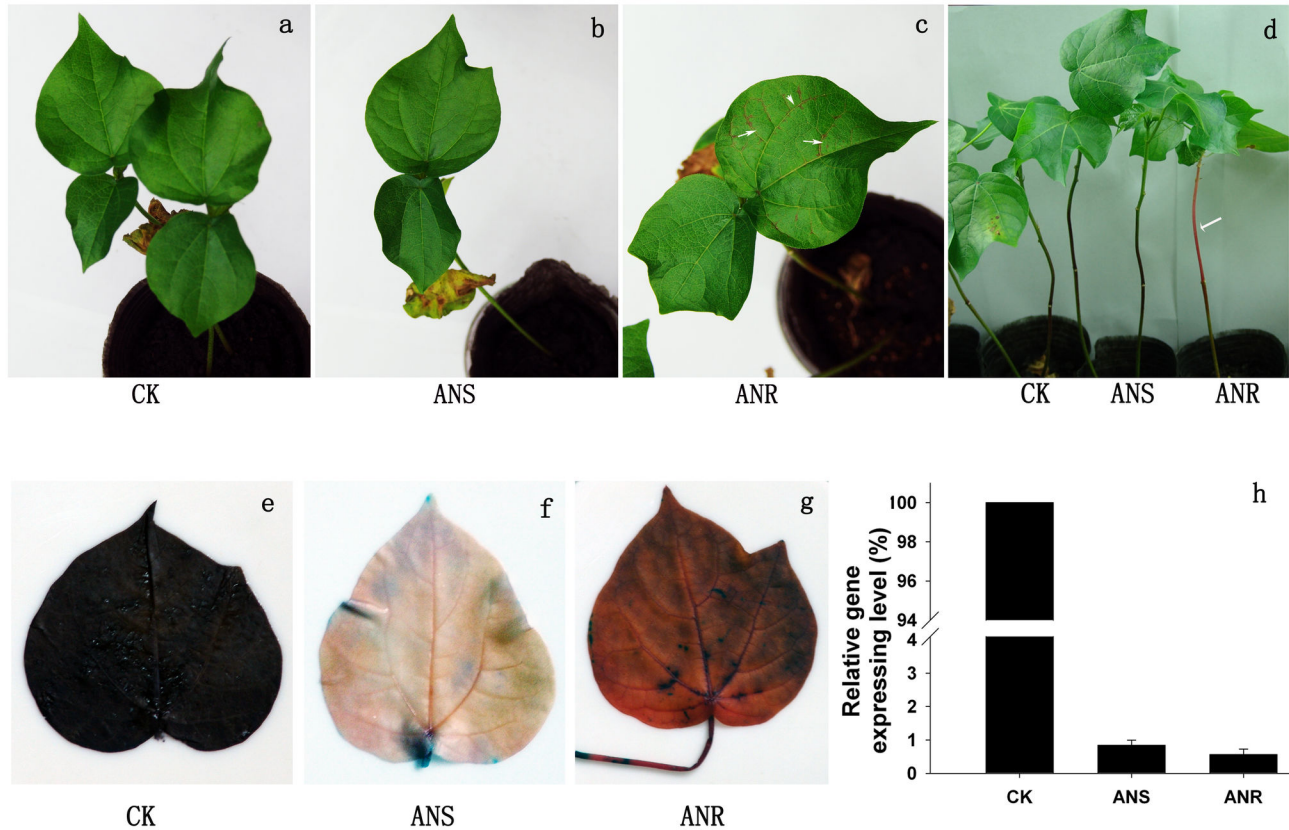 a
b
c
d
CK
ANS
ANR
CK
ANS
ANR
e
f
g
h
CK
ANS
ANR
Relative gene
expressing level (%)
100
98
96
94
4
3
2
1
0
CK
ANS
ANR